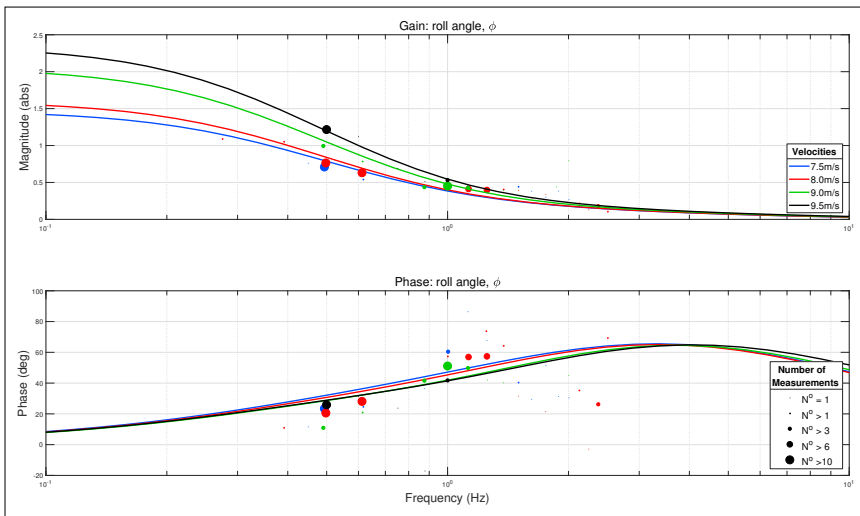 Gain: roll angle, ϕ
2.5
2
1.5
1
0.5
0
Magnitude (abs)
10⁻¹
10⁰
10¹
Velocities
7.5m/s
8.0m/s
9.0m/s
9.5m/s
Phase: roll angle, ϕ
100
80
60
40
20
0
-20
Phase (deg)
10⁻¹
10⁰
10¹
Frequency (Hz)
Number of
Measurements
Nº = 1
Nº > 1
Nº > 3
Nº > 6
Nº >10